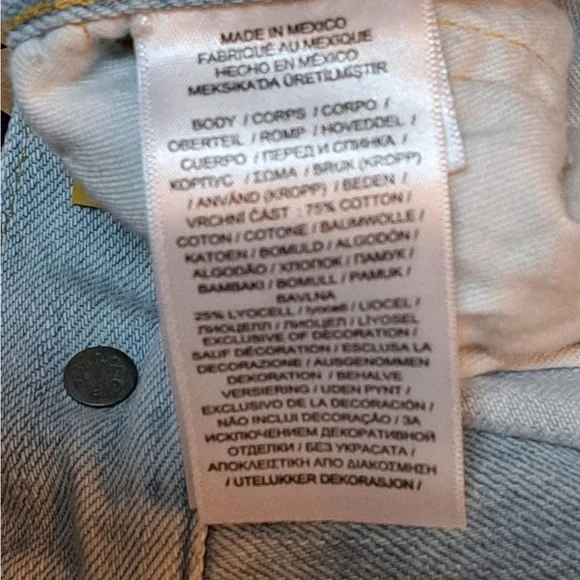 MADE IN MEXICO
FABRIQUÉ AU MEXIQUE
HECHO EN MÉXICO
MEKSIKA'DA ÜRETİLMİŞTİR
BODY / CORPS / CORPO /
OBERTEIL / ROMP / HOVEDDEL /
CUERPO / ПЕРЕД И СПИНКА /
КОРПУС / ΣΩΜΑ / BRUK (KROPP)
/ ANVÄND (KROPP) / BEDEN /
VRCHNÍ ČÁST : 75% COTTON /
COTON / COTONE / BAUMWOLLE /
KATOEN / BOMULD / ALGODÓN /
ALGODÃO / ХЛОПОК / ПАМУК /
ΒΑΜΒΑΚΙ / BOMULL / PAMUK /
BAVLNA
25% LYOCELL / lyocell / LIOCEL /
ЛИОЦЕЛЛ / ЛИОЦЕЛ / LIVOSEL
EXCLUSIVE OF DECORATION /
SAUF DÉCORATION / ESCLUSA LA
DECORAZIONE / AUSGENOMMEN
DEKORATION / BEHALVE
VERSIERING / UDEN PYNT /
EXCLUSIVO DE LA DECORACIÓN /
NÃO INCLUI DECORAÇÃO / ЗА
ИСКЛЮЧЕНИЕМ ДЕКОРАТИВНОЙ
ОТДЕЛКИ / БЕЗ УКРАСАТА /
ΑΠΟΚΛΕΙΣΤΙΚΗ ΑΠΟ ΔΙΑΚΟΣΜΗΣΗ
/ UTELUKKER DEKORASJON /